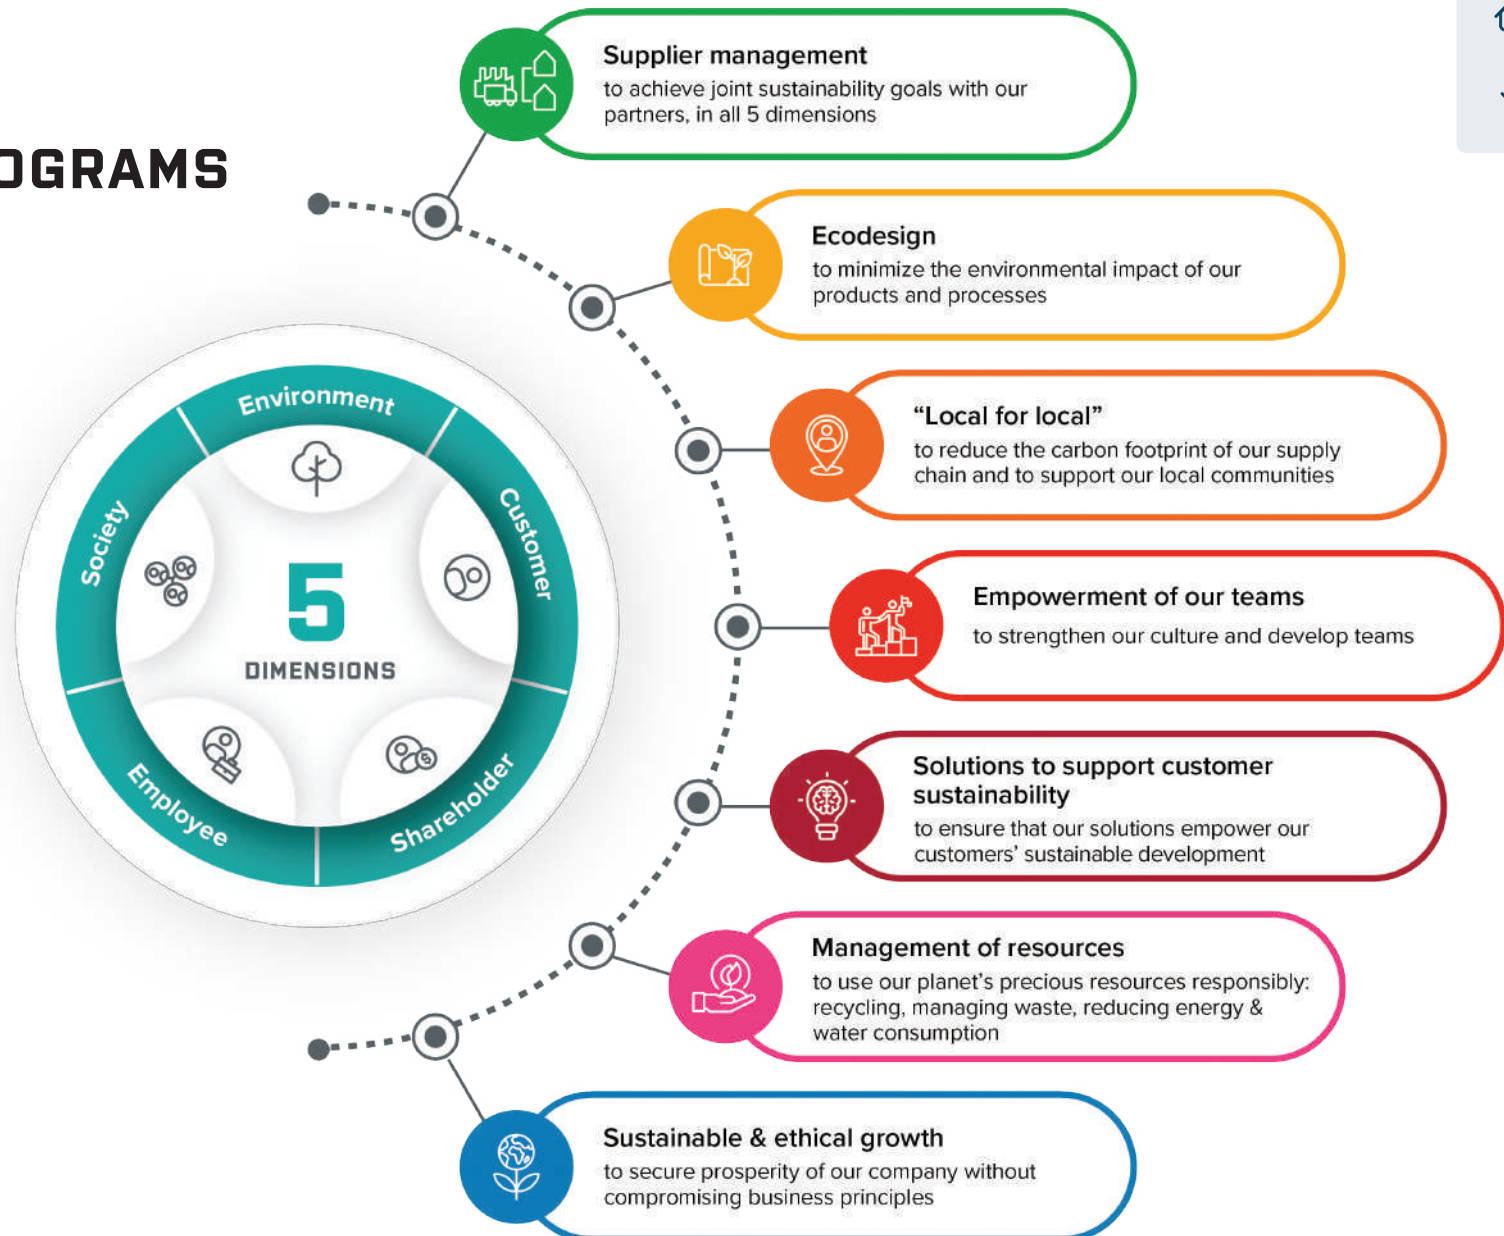 OGRAMS
Supplier management
to achieve joint sustainability goals with our
partners, in all 5 dimensions
Ecodesign
to minimize the environmental impact of our
products and processes
“Local for local”
to reduce the carbon footprint of our supply
chain and to support our local communities
Empowerment of our teams
to strengthen our culture and develop teams
Solutions to support customer
sustainability
to ensure that our solutions empower our
customers’ sustainable development
Management of resources
to use our planet’s precious resources responsibly:
recycling, managing waste, reducing energy &
water consumption
Sustainable & ethical growth
to secure prosperity of our company without
compromising business principles
Environment
Customer
Shareholder
Employee
Society
5
DIMENSIONS